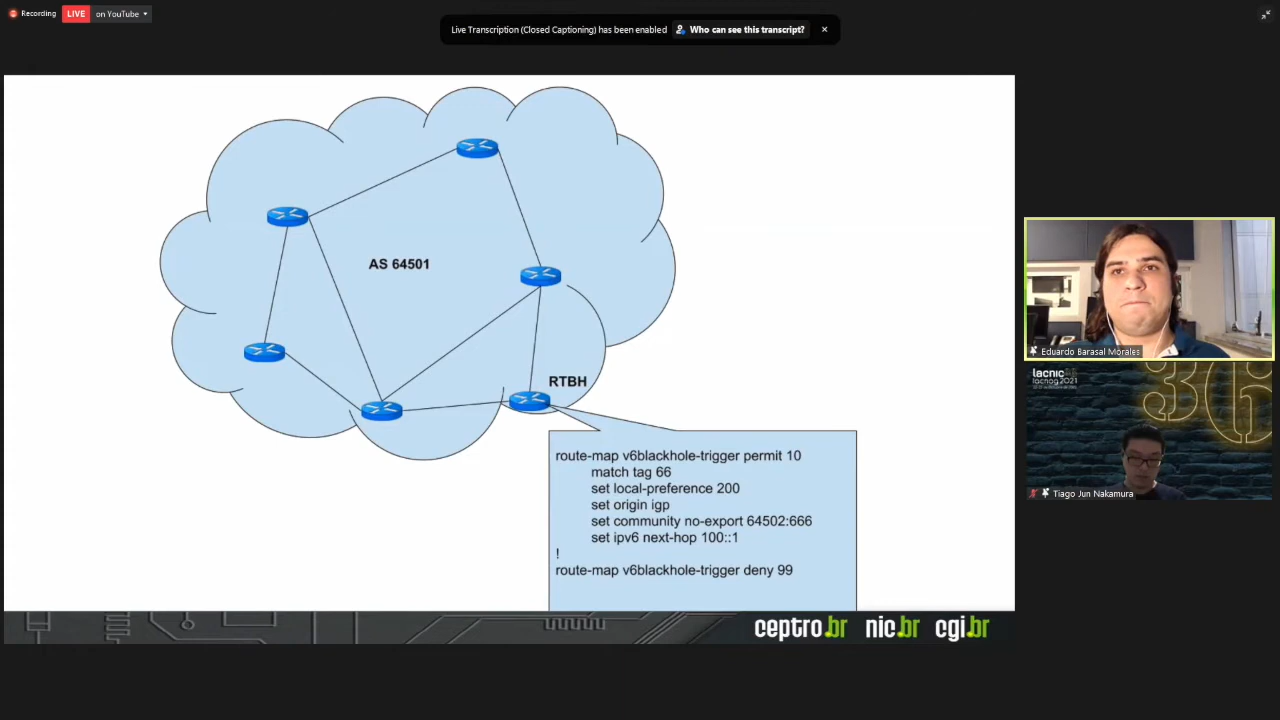 Recording
LIVE
on YouTube
Live Transcription (Closed Captioning) has been enabled
Who can see this transcript?
AS 64501
RTBH
route-map v6blackhole-trigger permit 10
match tag 66
set local-preference 200
set origin igp
set community no-export 64502:666
set ipv6 next-hop 100::1
!
route-map v6blackhole-trigger deny 99
ceptro.br nic.br cgi.br
Eduardo Barasal Morales
lacnic 36
lacnog 2021
36
Tiago Jun Nakamura